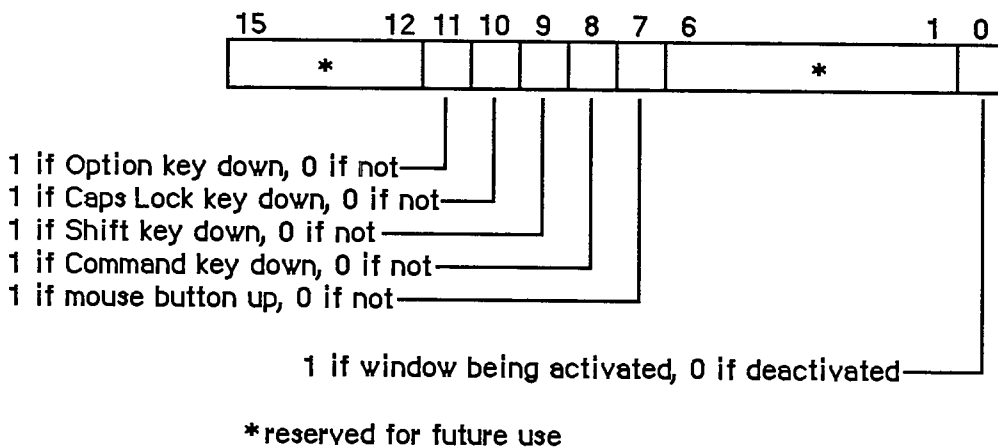 15 12 11 10 9 8 7 6 1 0
* *
1 if Option key down, 0 if not
1 if Caps Lock key down, 0 if not
1 if Shift key down, 0 if not
1 if Command key down, 0 if not
1 if mouse button up, 0 if not
1 if window being activated, 0 if deactivated
*reserved for future use